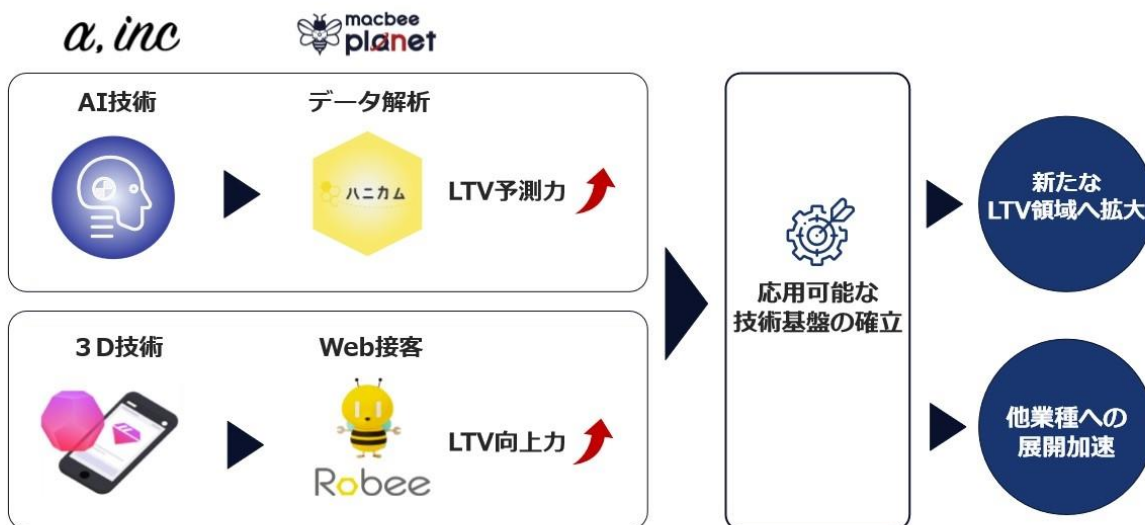 α, inc
macbee
planet
AI技術
データ解析
ハニカム
LTV予測力
3D技術
Web接客
Robee
LTV向上力
応用可能な
技術基盤の確立
新たな
LTV領域へ拡大
他業種への
展開加速